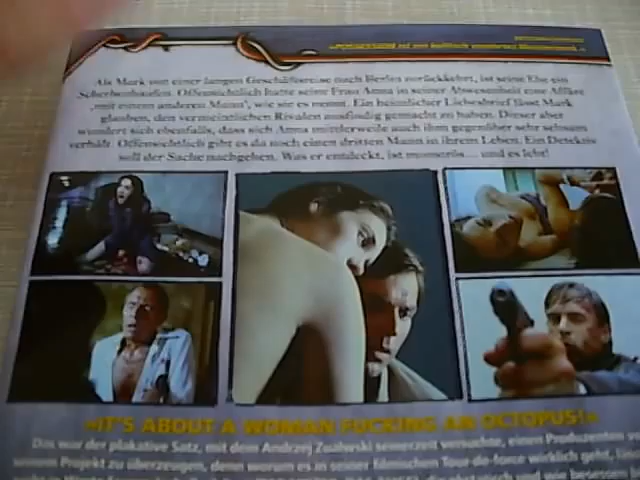 Als Mark von einer langen Geschäftsreise nach Berlin zurückkehrt, ist seine Ehe ein
Scherbenhaufen. Offensichtlich hatte seine Frau Anna in seiner Abwesenheit eine Affäre
„mit einem anderen Mann“, wie sie es nennt. Ein heimlicher Liebesbrief lässt Mark
glauben, den vermeintlichen Rivalen ausfindig gemacht zu haben. Dieser aber
wundert sich ebenfalls, dass sich Anna mittlerweile auch ihm gegenüber sehr seltsam
verhält. Offensichtlich gibt es da noch einen dritten Mann in ihrem Leben. Ein Detektiv
soll der Sache nachgehen. Was er entdeckt, ist monströs... und es lebt!
»IT'S ABOUT A WOMAN FUCKING AN OCTOPUS!«
Das war der plakative Satz, mit dem Andrzej Zulawski seinerzeit versuchte, einen Produzenten
Projekt zu überzeugen, denn worum es in seiner filmischen Tour-de-force wirklich geht,